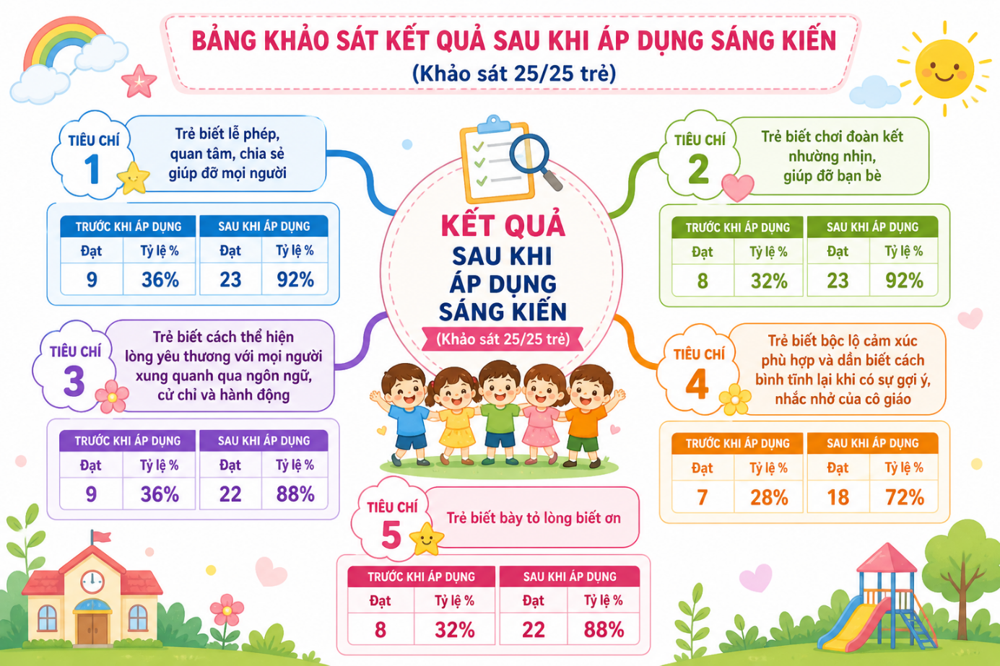 BẢNG KHẢO SÁT KẾT QUẢ SAU KHI ÁP DỤNG SÁNG KIẾN
(Khảo sát 25/25 trẻ)
TIÊU CHÍ
1
Trẻ biết lễ phép,
quan tâm, chia sẻ
giúp đỡ mọi người
TRƯỚC KHI ÁP DỤNG SAU KHI ÁP DỤNG
Đạt Tỷ lệ % Đạt Tỷ lệ %
9 36% 23 92%
TIÊU CHÍ
2
Trẻ biết chơi đoàn kết
nhường nhịn,
giúp đỡ bạn bè
TRƯỚC KHI ÁP DỤNG SAU KHI ÁP DỤNG
Đạt Tỷ lệ % Đạt Tỷ lệ %
8 32% 23 92%
KẾT QUẢ
SAU KHI
ÁP DỤNG
SÁNG KIẾN
(Khảo sát 25/25 trẻ)
TIÊU CHÍ
3
Trẻ biết cách thể hiện
lòng yêu thương với mọi người
xung quanh qua ngôn ngữ,
cử chỉ và hành động
TRƯỚC KHI ÁP DỤNG SAU KHI ÁP DỤNG
Đạt Tỷ lệ % Đạt Tỷ lệ %
9 36% 22 88%
TIÊU CHÍ
4
Trẻ biết bộc lộ cảm xúc
phù hợp và dần biết cách
bình tĩnh lại khi có sự gợi ý,
nhắc nhở của cô giáo
TRƯỚC KHI ÁP DỤNG SAU KHI ÁP DỤNG
Đạt Tỷ lệ % Đạt Tỷ lệ %
7 28% 18 72%
TIÊU CHÍ
5
Trẻ biết bày tỏ lòng biết ơn
TRƯỚC KHI ÁP DỤNG SAU KHI ÁP DỤNG
Đạt Tỷ lệ % Đạt Tỷ lệ %
8 32% 22 88%